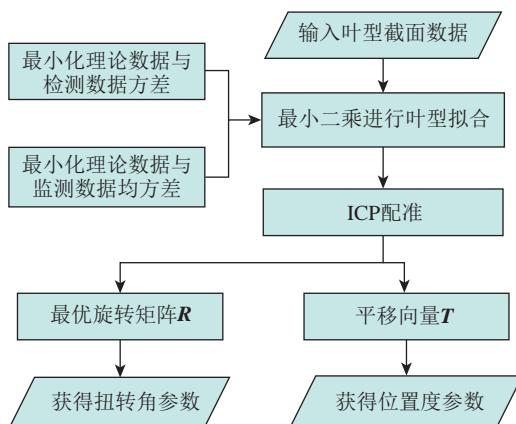 输入叶型截面数据
最小化理论数据与
检测数据方差
最小二乘进行叶型拟合
最小化理论数据与
监测数据均方差
ICP配准
最优旋转矩阵R
平移向量T
获得扭转角参数
获得位置度参数